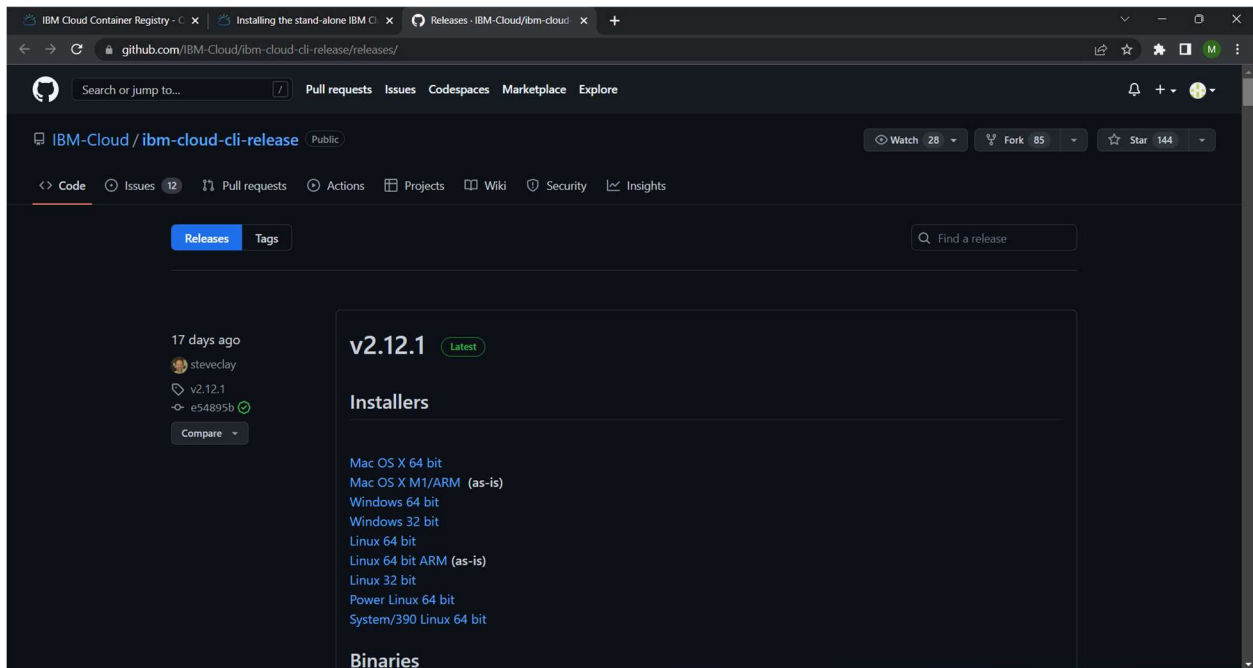 IBM Cloud Container Registry - C
Installing the stand-alone IBM Cl
Releases · IBM-Cloud/ibm-cloud-
github.com/IBM-Cloud/ibm-cloud-cli-release/releases/
M
Search or jump to... /
Pull requests Issues Codespaces Marketplace Explore
IBM-Cloud / ibm-cloud-cli-release Public
Watch 28 Fork 85 Star 144
Code Issues 12 Pull requests Actions Projects Wiki Security Insights
Releases Tags Find a release
17 days ago
steveclay
v2.12.1
e54895b
Compare
v2.12.1 Latest
Installers
Mac OS X 64 bit
Mac OS X M1/ARM (as-is)
Windows 64 bit
Windows 32 bit
Linux 64 bit
Linux 64 bit ARM (as-is)
Linux 32 bit
Power Linux 64 bit
System/390 Linux 64 bit
Binaries